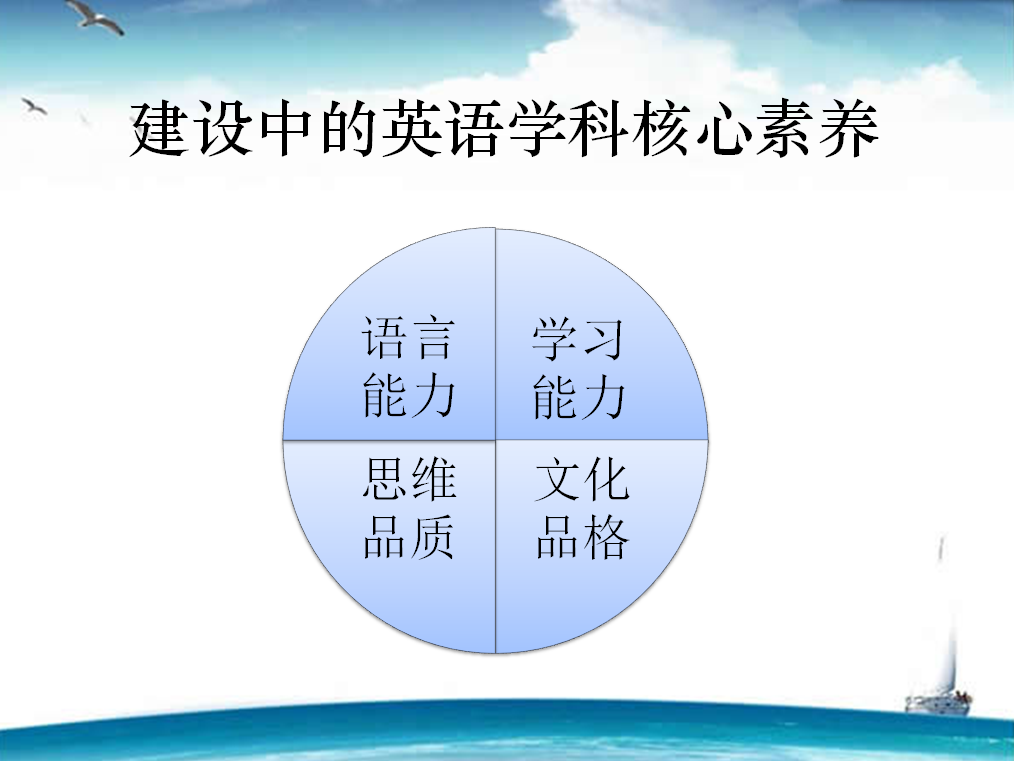 建设中的英语学科核心素养
语言
能力
学习
能力
思维
品质
文化
品格